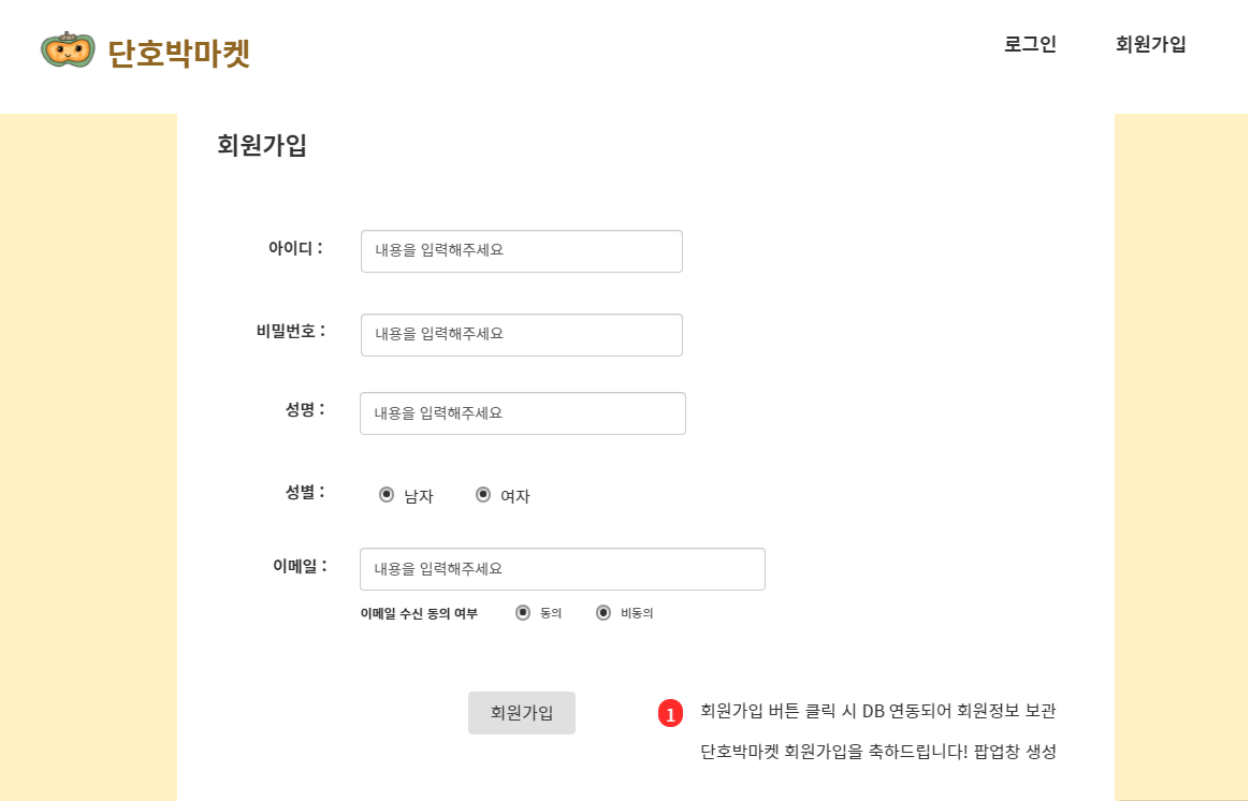 단호박마켓
로그인 회원가입
회원가입
아이디 : 내용을 입력해주세요
비밀번호 : 내용을 입력해주세요
성명 : 내용을 입력해주세요
성별 : 남자 여자
이메일 : 내용을 입력해주세요
이메일 수신 동의 여부 동의 비동의
회원가입
1 회원가입 버튼 클릭 시 DB 연동되어 회원정보 보관
단호박마켓 회원가입을 축하드립니다! 팝업창 생성